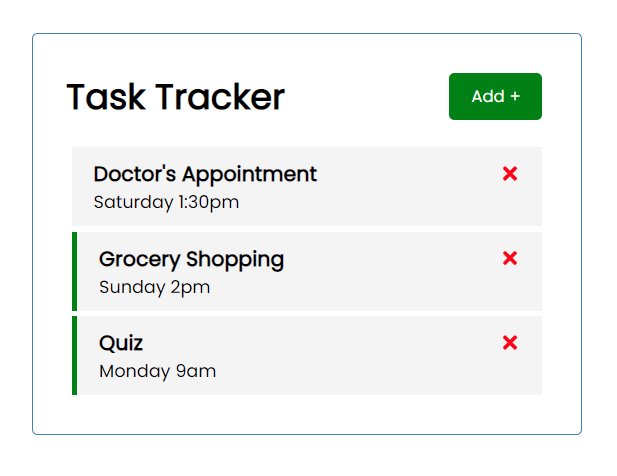 Task Tracker
Add +
Doctor's Appointment
Saturday 1:30pm
Grocery Shopping
Sunday 2pm
Quiz
Monday 9am